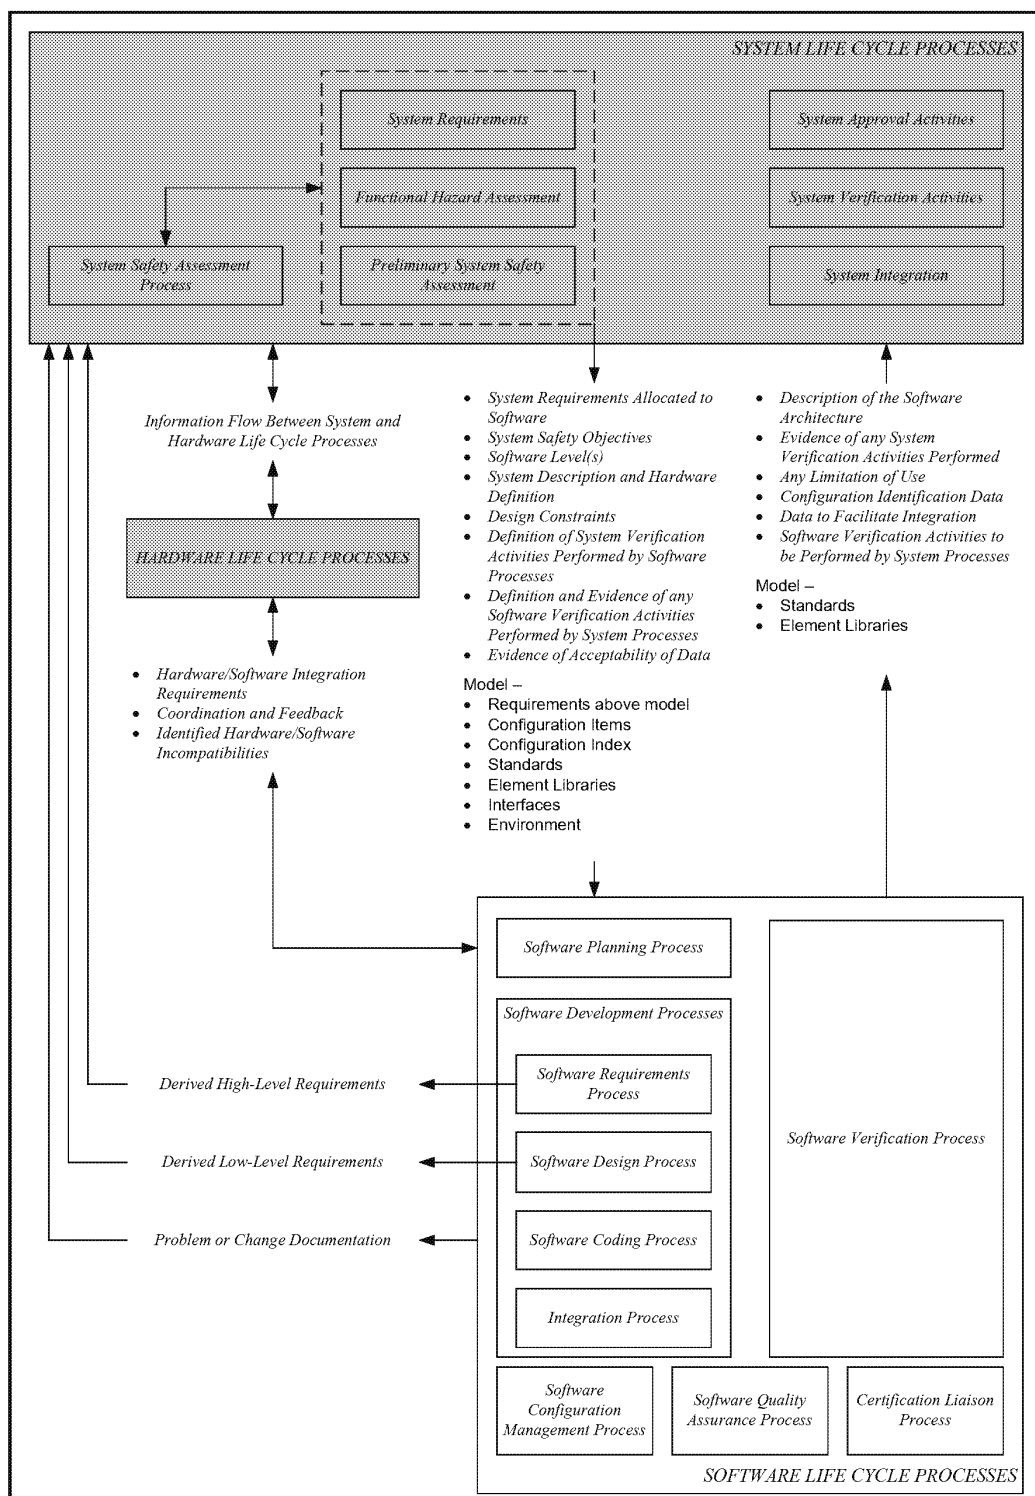 SYSTEM LIFE CYCLE PROCESSES
System Requirements
System Approval Activities
Functional Hazard Assessment
System Verification Activities
System Safety Assessment
Process
Preliminary System Safety
Assessment
System Integration
Information Flow Between System and
Hardware Life Cycle Processes
HARDWARE LIFE CYCLE PROCESSES
• Hardware/Software Integration
Requirements
• Coordination and Feedback
• Identified Hardware/Software
Incompatibilities
• System Requirements Allocated to
Software
• System Safety Objectives
• Software Level(s)
• System Description and Hardware
Definition
• Design Constraints
• Definition of System Verification
Activities Performed by Software
Processes
• Definition and Evidence of any
Software Verification Activities
Performed by System Processes
• Evidence of Acceptability of Data
Model –
• Requirements above model
• Configuration Items
• Configuration Index
• Standards
• Element Libraries
• Interfaces
• Environment
• Description of the Software
Architecture
• Evidence of any System
Verification Activities Performed
• Any Limitation of Use
• Configuration Identification Data
• Data to Facilitate Integration
• Software Verification Activities to
be Performed by System Processes
Model –
• Standards
• Element Libraries
Software Planning Process
Software Development Processes
Software Requirements
Process
Derived High-Level Requirements
Software Verification Process
Software Design Process
Derived Low-Level Requirements
Software Coding Process
Problem or Change Documentation
Integration Process
Software
Configuration
Management Process
Software Quality
Assurance Process
Certification Liaison
Process
SOFTWARE LIFE CYCLE PROCESSES